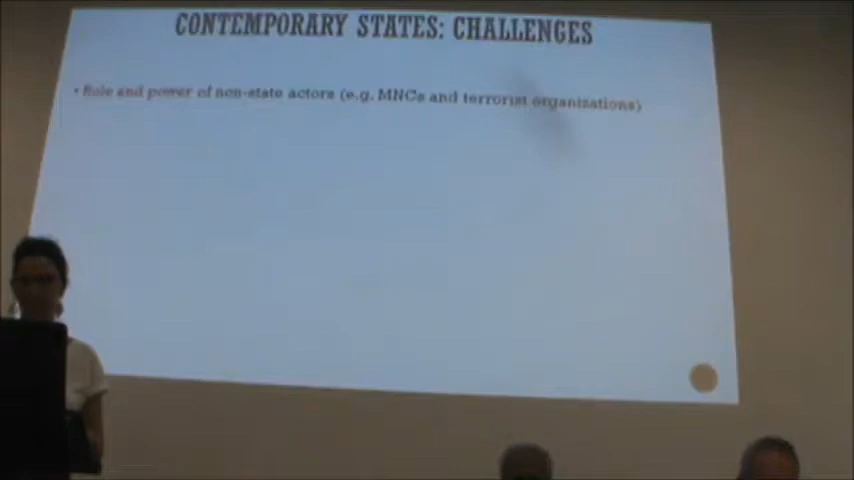 CONTEMPORARY STATES: CHALLENGES
• Role and power of non-state actors (e.g. MNCs and terrorist organizations)